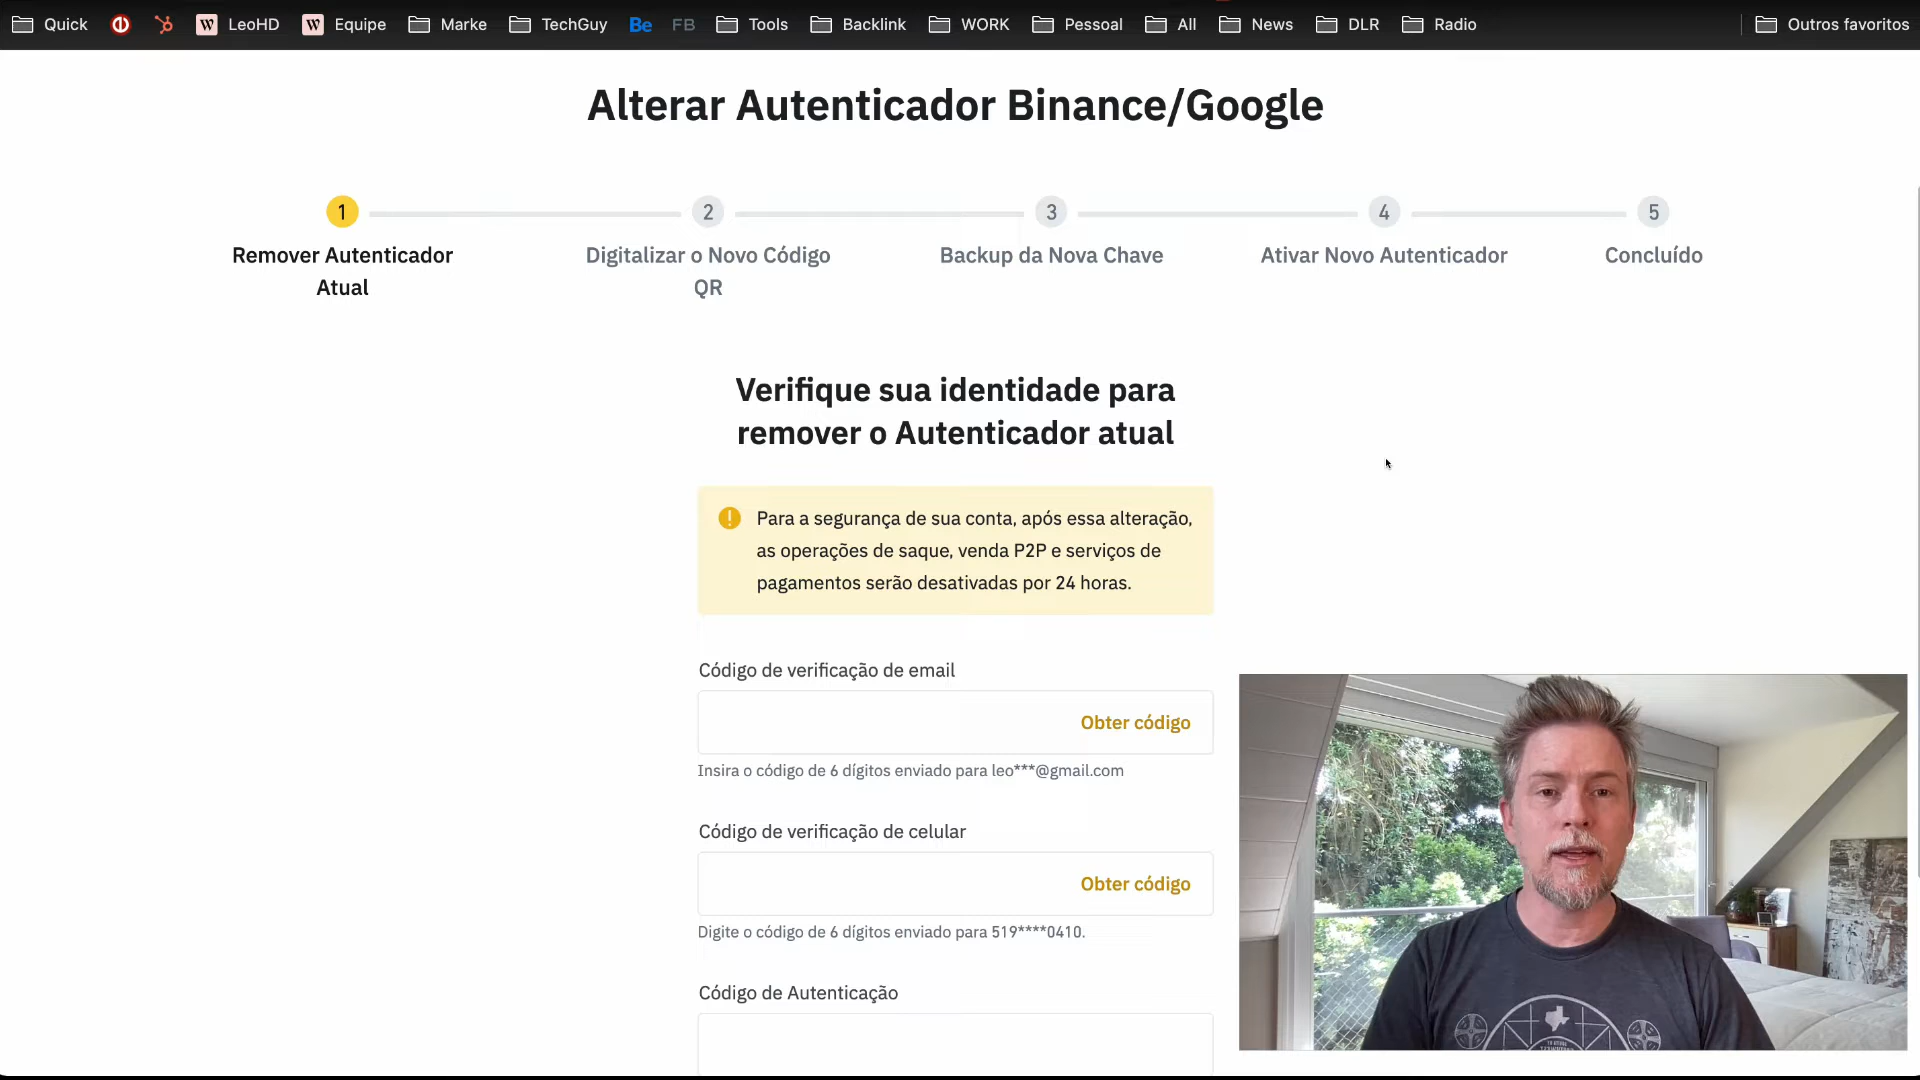 Quick LeoHD Equipe Marke TechGuy Be FB Tools Backlink WORK Pessoal All News DLR Radio Outros favoritos
Alterar Autenticador Binance/Google
1 2 3 4 5
Remover Autenticador
Atual
Digitalizar o Novo Código
QR
Backup da Nova Chave
Ativar Novo Autenticador
Concluído
Verifique sua identidade para
remover o Autenticador atual
Para a segurança de sua conta, após essa alteração,
as operações de saque, venda P2P e serviços de
pagamentos serão desativadas por 24 horas.
Código de verificação de email
Obter código
Insira o código de 6 dígitos enviado para leo***@gmail.com
Código de verificação de celular
Obter código
Digite o código de 6 dígitos enviado para 519****0410.
Código de Autenticação